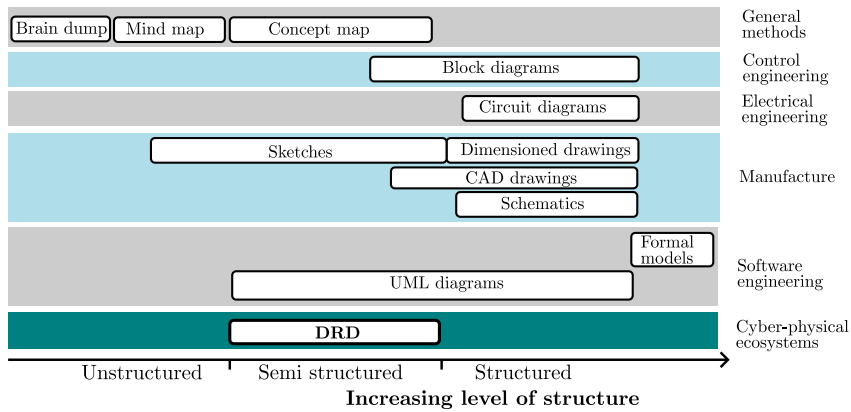 Brain dump
Mind map
Concept map
General
methods
Block diagrams
Control
engineering
Circuit diagrams
Electrical
engineering
Sketches
Dimensioned drawings
CAD drawings
Schematics
Manufacture
Formal
models
UML diagrams
Software
engineering
DRD
Cyber-physical
ecosystems
Unstructured
Semi structured
Structured
Increasing level of structure